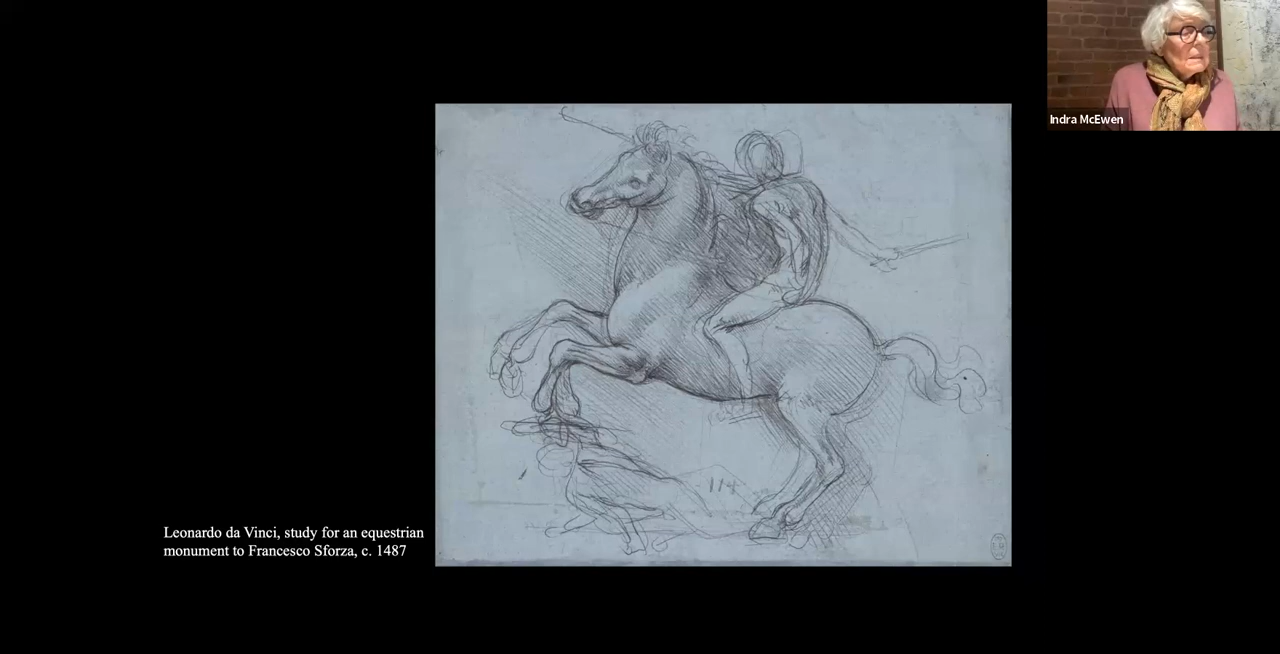 Indra McEwen
114
Leonardo da Vinci, study for an equestrian
monument to Francesco Sforza, c. 1487